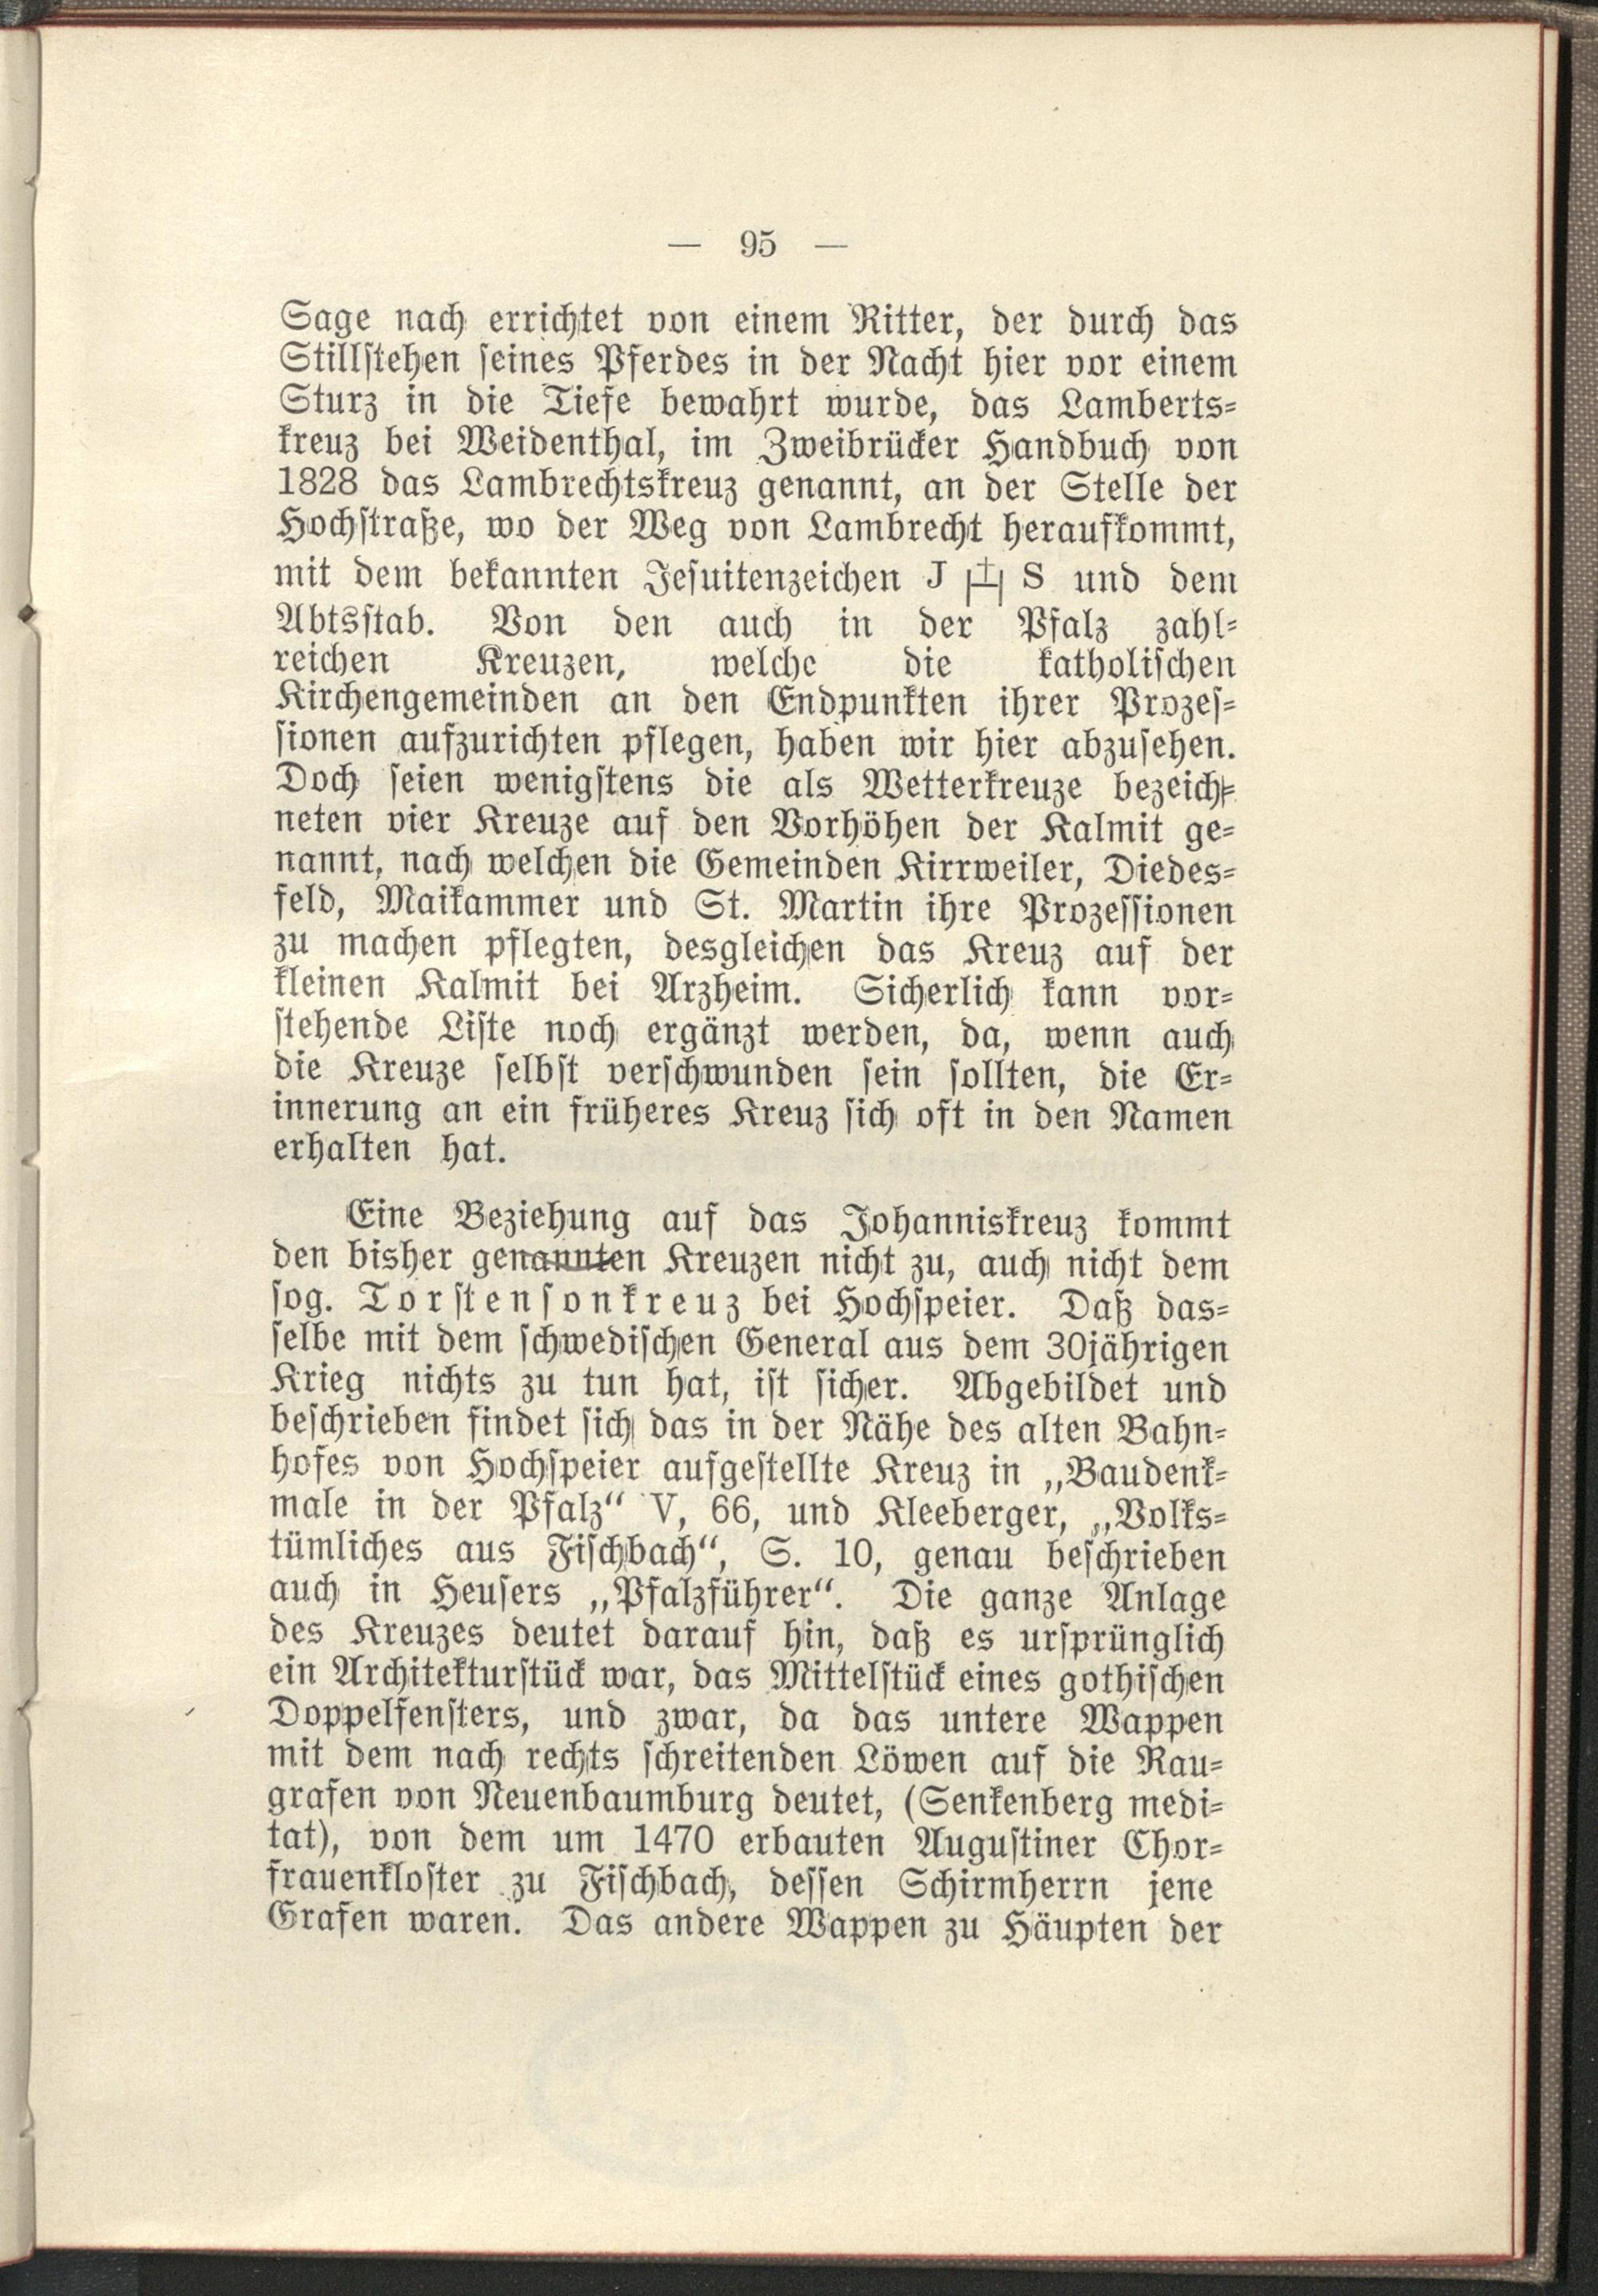 — 95 —
Sage nach errichtet von einem Ritter, der durch das
Stillstehen seines Pferdes in der Nacht hier vor einem
Sturz in die Tiefe bewahrt wurde, das Lamberts=
kreuz bei Weidenthal, im Zweibrücker Handbuch von
1828 das Lambrechtskreuz genannt, an der Stelle der
Hochstraße, wo der Weg von Lambrecht heraufkommt,
mit dem bekannten Jesuitenzeichen J H S und dem
Abtsstab. Von den auch in der Pfalz zahl=
reichen Kreuzen, welche die katholischen
Kirchengemeinden an den Endpunkten ihrer Prozes=
sionen aufzurichten pflegen, haben wir hier abzusehen.
Doch seien wenigstens die als Wetterkreuze bezeich=
neten vier Kreuze auf den Vorhöhen der Kalmit ge=
nannt, nach welchen die Gemeinden Kirrweiler, Diedes=
feld, Maikammer und St. Martin ihre Prozessionen
zu machen pflegten, desgleichen das Kreuz auf der
kleinen Kalmit bei Arzheim. Sicherlich kann vor=
stehende Liste noch ergänzt werden, da, wenn auch
die Kreuze selbst verschwunden sein sollten, die Er=
innerung an ein früheres Kreuz sich oft in den Namen
erhalten hat.
Eine Beziehung auf das Johanniskreuz kommt
den bisher genannten Kreuzen nicht zu, auch nicht dem
sog. Torstensonkreuz bei Hochspeier. Daß das=
selbe mit dem schwedischen General aus dem 30jährigen
Krieg nichts zu tun hat, ist sicher. Abgebildet und
beschrieben findet sich das in der Nähe des alten Bahn=
hofes von Hochspeier aufgestellte Kreuz in „Baudenk=
male in der Pfalz“ V, 66, und Kleeberger, „Volks=
tümliches aus Fischbach“, S. 10, genau beschrieben
auch in Heusers „Pfalzführer“. Die ganze Anlage
des Kreuzes deutet darauf hin, daß es ursprünglich
ein Architekturstück war, das Mittelstück eines gothischen
Doppelfensters, und zwar, da das untere Wappen
mit dem nach rechts schreitenden Löwen auf die Rau=
grafen von Neuenbaumburg deutet, (Senkenberg medi=
tat), von dem um 1470 erbauten Augustiner Chor=
frauenkloster zu Fischbach, dessen Schirmherrn jene
Grafen waren. Das andere Wappen zu Häupten der